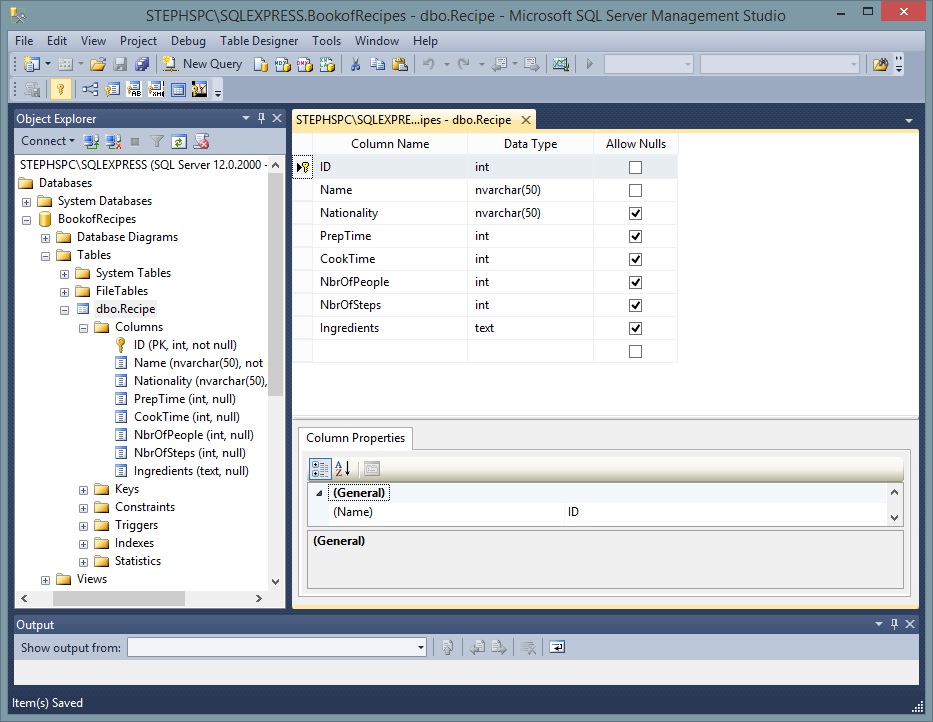 STEPHSPC\SQLEXPRESS.BookofRecipes - dbo.Recipe - Microsoft SQL Server Management Studio
File Edit View Project Debug Table Designer Tools Window Help
New Query
Object Explorer
Connect
STEPHSPC\SQLEXPRESS (SQL Server 12.0.2000 -
Databases
System Databases
BookofRecipes
Database Diagrams
Tables
System Tables
FileTables
dbo.Recipe
Columns
ID (PK, int, not null)
Name (nvarchar(50), not
Nationality (nvarchar(50),
PrepTime (int, null)
CookTime (int, null)
NbrOfPeople (int, null)
NbrOfSteps (int, null)
Ingredients (text, null)
Keys
Constraints
Triggers
Indexes
Statistics
Views
STEPHSPC\SQLEXPRE...ipes - dbo.Recipe
Column Name Data Type Allow Nulls
ID int
Name nvarchar(50)
Nationality nvarchar(50)
PrepTime int
CookTime int
NbrOfPeople int
NbrOfSteps int
Ingredients text
Column Properties
(General)
(Name) ID
(General)
Output
Show output from:
Item(s) Saved